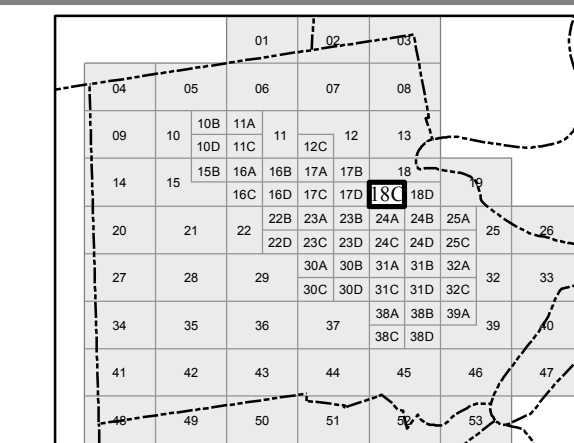 01 02 03
04 05 06 07 08
10B 11A
09 10 11 12 13
10D 11C 12C
15B 16A 16B 17A 17B 18
14 15 19
16C 16D 17C 17D 18C 18D
22B 23A 23B 24A 24B 25A
20 21 22 25 26
22D 23C 23D 24C 24D 25C
30A 30B 31A 31B 32A
27 28 29 32 33
30C 30D 31C 31D 32C
38A 38B 39A
34 35 36 37 39 40
38C 38D
41 42 43 44 45 46 47
48 49 50 51 52 53